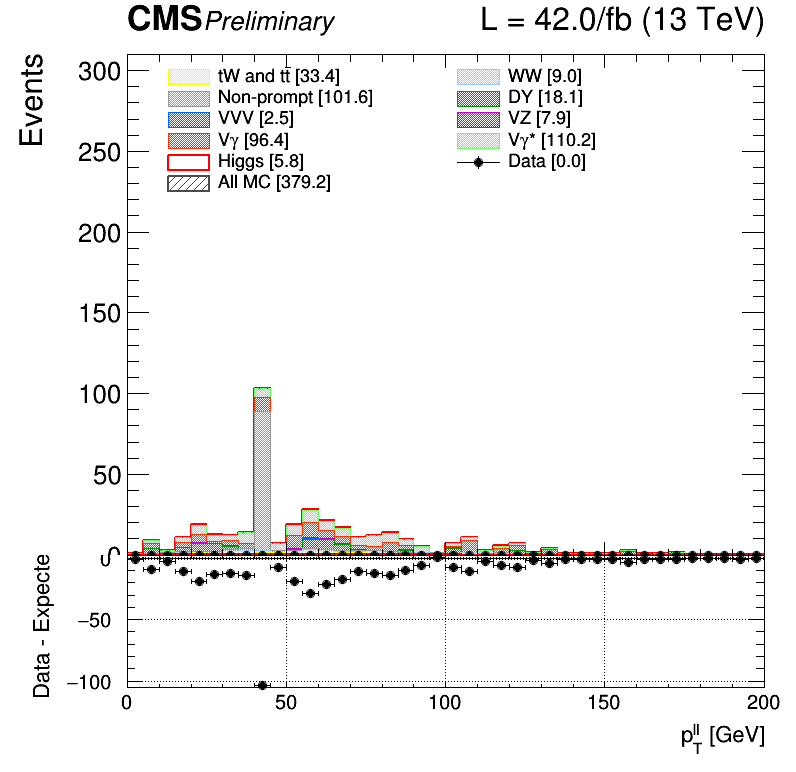 CMS Preliminary L = 42.0/fb (13 TeV)
Events
300
250
200
150
100
50
0
tW and tt̄ [33.4]
Non-prompt [101.6]
VVV [2.5]
Vγ [96.4]
Higgs [5.8]
All MC [379.2]
WW [9.0]
DY [18.1]
VZ [7.9]
Vγ* [110.2]
Data [0.0]
Data - Expecte
−50
−100
0 50 100 150 200
p_T^ll [GeV]